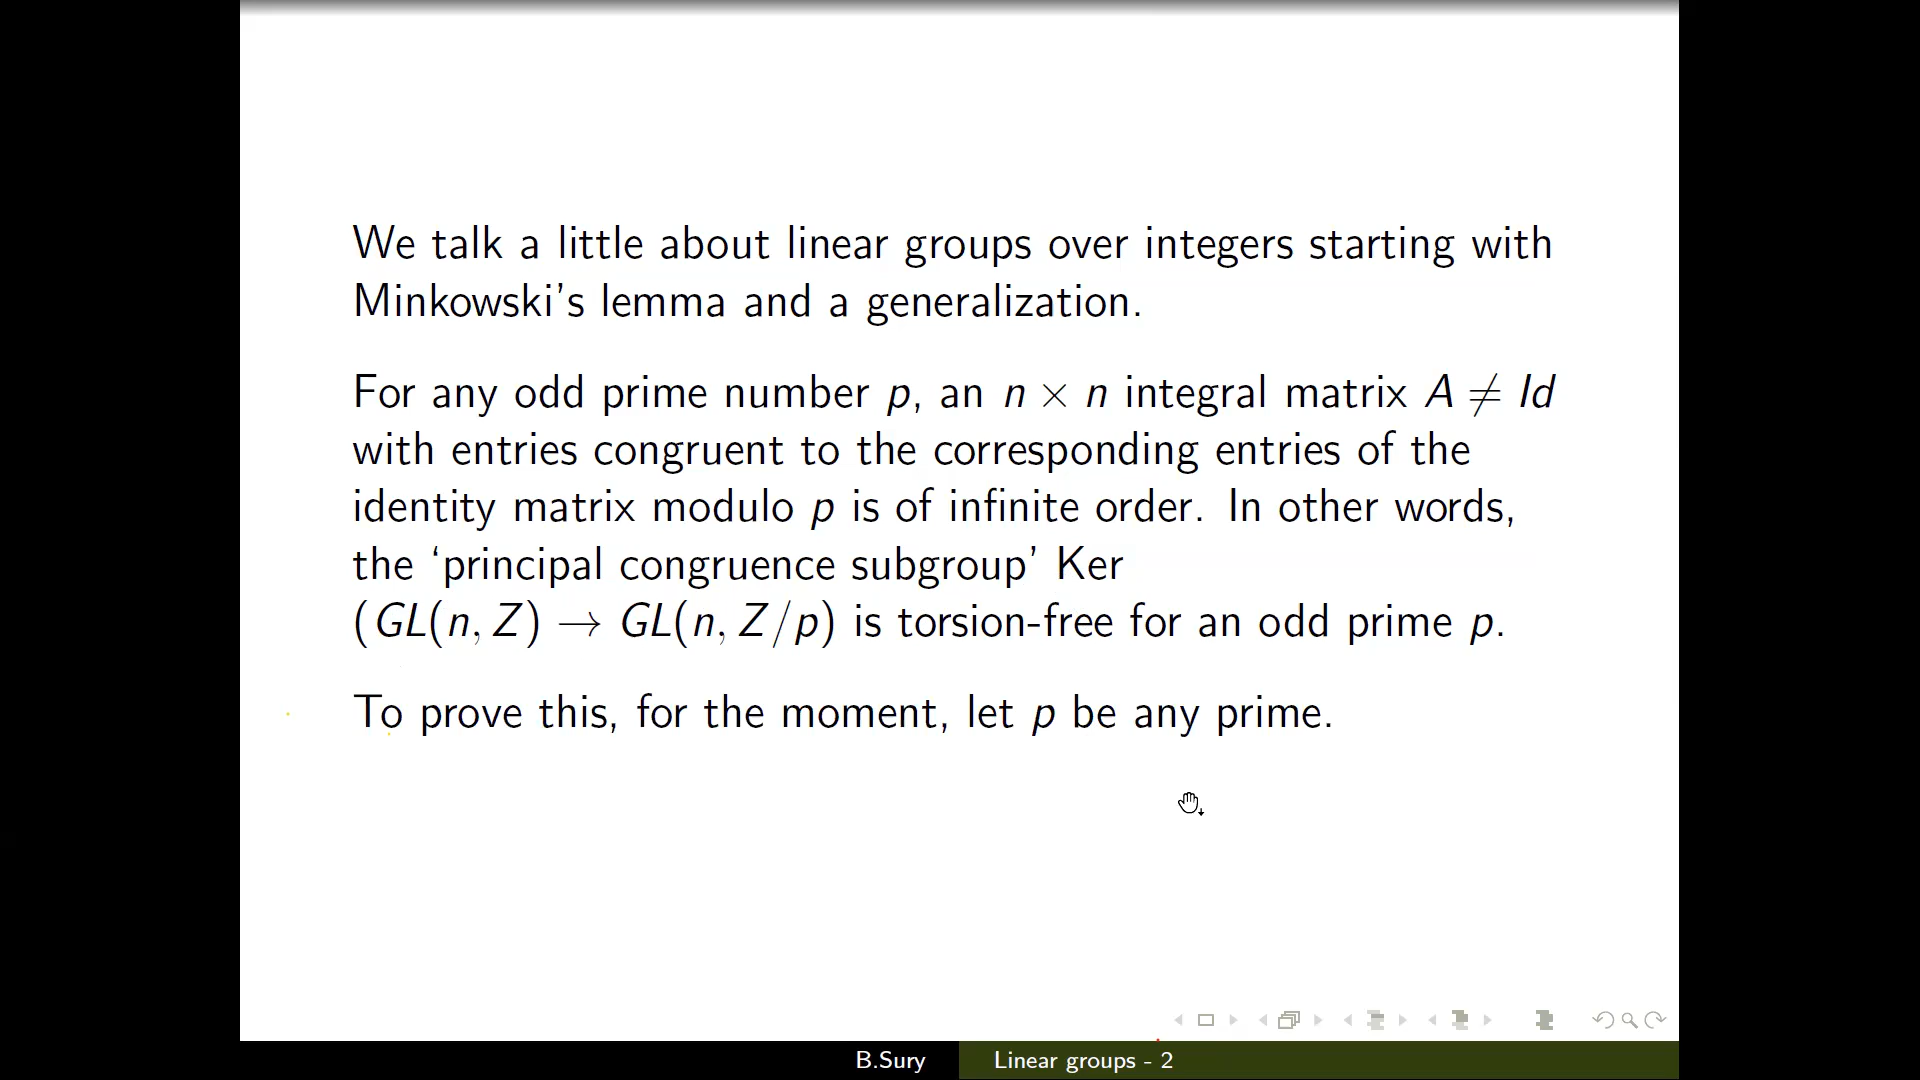 We talk a little about linear groups over integers starting with
Minkowski's lemma and a generalization.
For any odd prime number p, an n × n integral matrix A ≠ Id
with entries congruent to the corresponding entries of the
identity matrix modulo p is of infinite order. In other words,
the ‘principal congruence subgroup’ Ker
(GL(n, Z) → GL(n, Z/p) is torsion-free for an odd prime p.
To prove this, for the moment, let p be any prime.
B.Sury Linear groups - 2